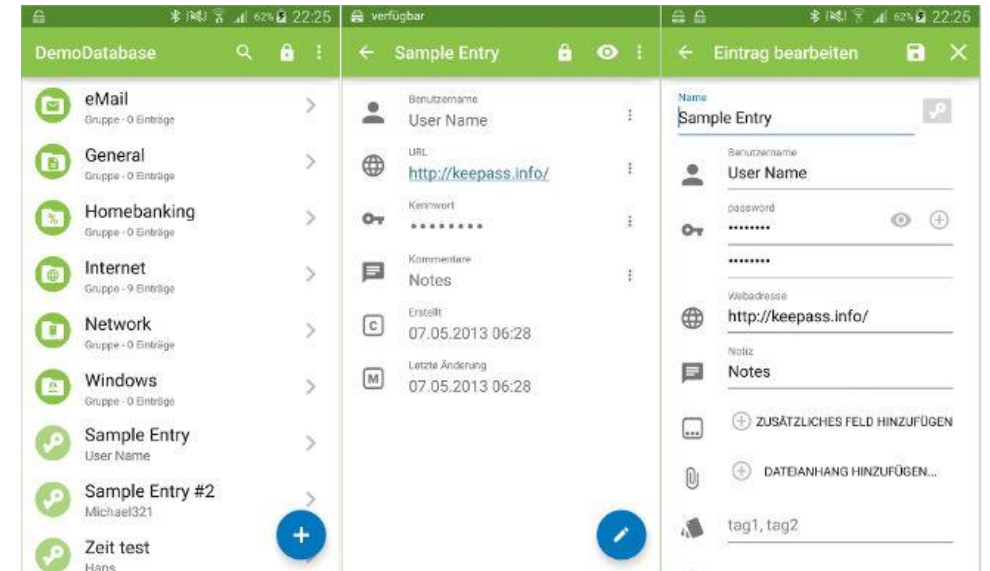 62% 22:25
DemoDatabase
eMail
Gruppe - 0 Einträge
General
Gruppe - 0 Einträge
Homebanking
Gruppe - 0 Einträge
Internet
Gruppe - 9 Einträge
Network
Gruppe - 0 Einträge
Windows
Gruppe - 0 Einträge
Sample Entry
User Name
Sample Entry #2
Michael321
Zeit test
Hans
verfügbar
Sample Entry
Benutzername
User Name
URL
http://keepass.info/
Kennwort
Kommentare
Notes
Erstellt
C
07.05.2013 06:28
Letzte Änderung
M
07.05.2013 06:28
62% 22:25
Eintrag bearbeiten
Name
Sample Entry
Benutzername
User Name
password
Webadresse
http://keepass.info/
Notiz
Notes
ZUSÄTZLICHES FELD HINZUFÜGEN
DATEIANHANG HINZUFÜGEN...
tag1, tag2